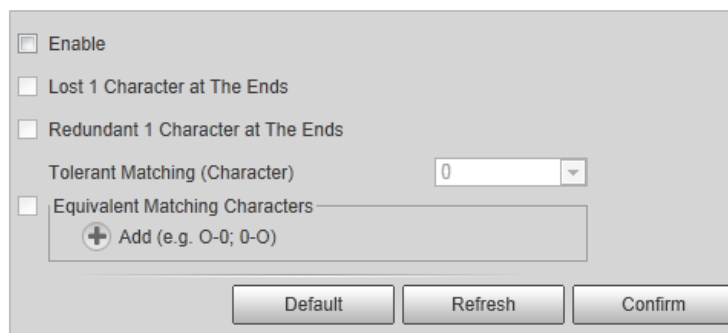 Enable
Lost 1 Character at The Ends
Redundant 1 Character at The Ends
Tolerant Matching (Character) 0
Equivalent Matching Characters
Add (e.g. O-0; 0-O)
Default Refresh Confirm